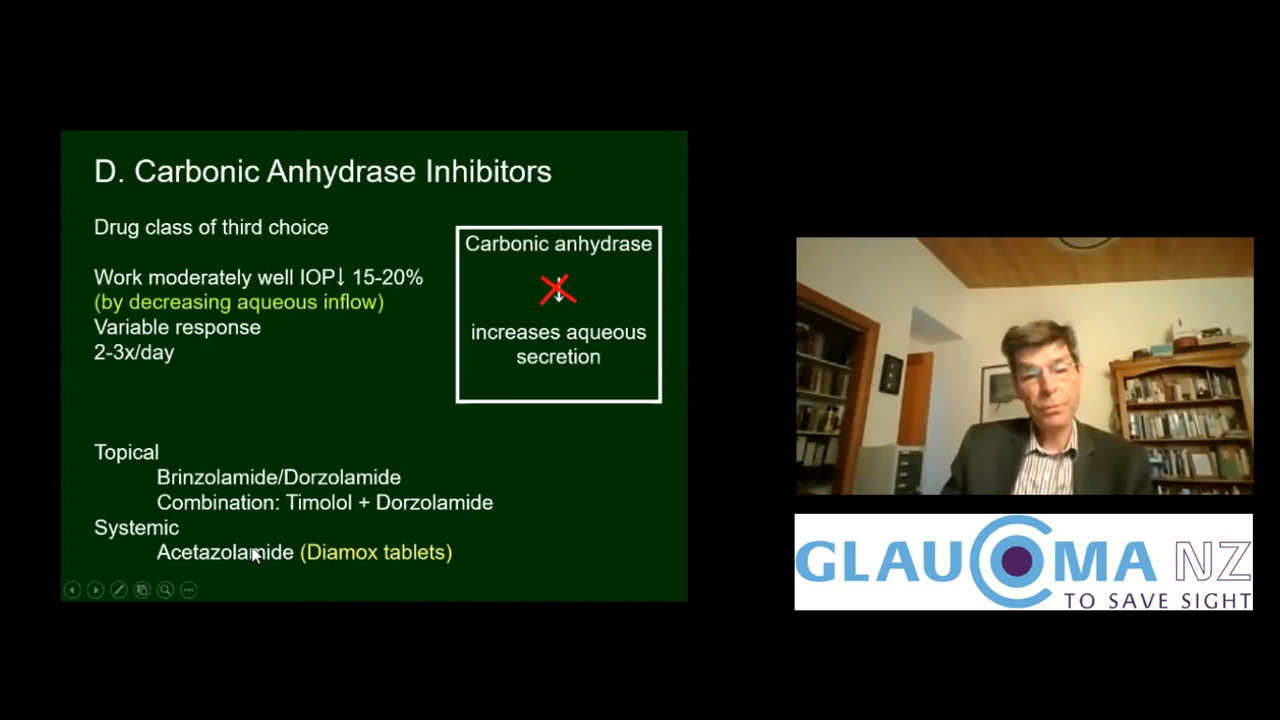 D. Carbonic Anhydrase Inhibitors
Drug class of third choice
Work moderately well IOP↓ 15-20%
(by decreasing aqueous inflow)
Variable response
2-3x/day
Carbonic anhydrase
↓
increases aqueous
secretion
Topical
Brinzolamide/Dorzolamide
Combination: Timolol + Dorzolamide
Systemic
Acetazolamide (Diamox tablets)
GLAUCOMA NZ
TO SAVE SIGHT